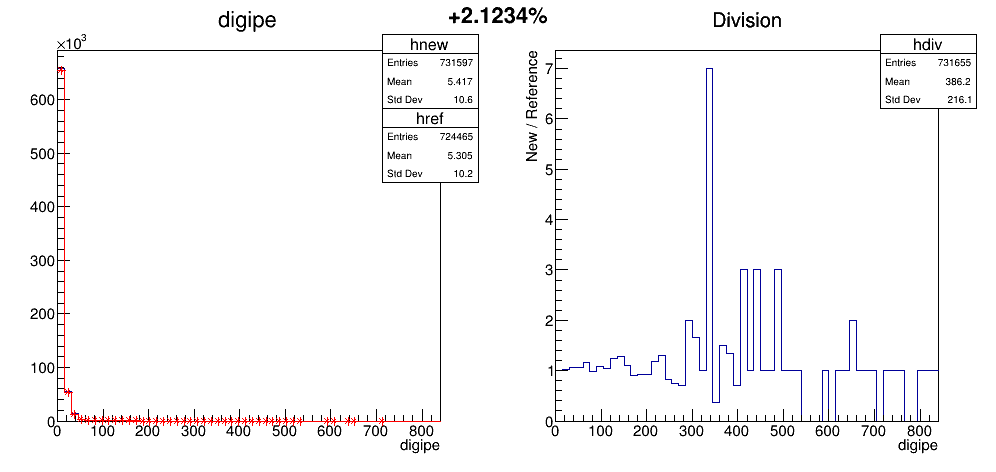 +2.1234%
digipe
×10³
600
500
400
300
200
100
0
0 100 200 300 400 500 600 700 800
digipe
hnew
Entries 731597
Mean 5.417
Std Dev 10.6
href
Entries 724465
Mean 5.305
Std Dev 10.2
Division
New / Reference
7
6
5
4
3
2
1
0
0 100 200 300 400 500 600 700 800
digipe
hdiv
Entries 731655
Mean 386.2
Std Dev 216.1